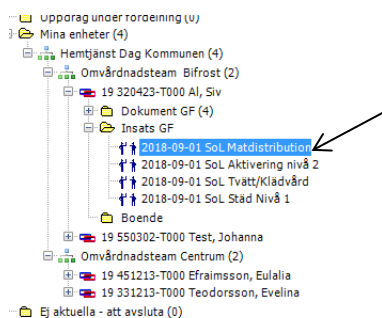 Uppdrag under fördelning (0)
Mina enheter (4)
Hemtjänst Dag Kommunen (4)
Omvårdnadsteam Bifrost (2)
19 320423-T000 Al, Siv
Dokument GF (4)
Insats GF
2018-09-01 SoL Matdistribution
2018-09-01 SoL Aktivering nivå 2
2018-09-01 SoL Tvätt/Klädvård
2018-09-01 SoL Städ Nivå 1
Boende
19 550302-T000 Test, Johanna
Omvårdnadsteam Centrum (2)
19 451213-T000 Efraimsson, Eulalia
19 331213-T000 Teodorsson, Evelina
Ej aktuella - att avsluta (0)